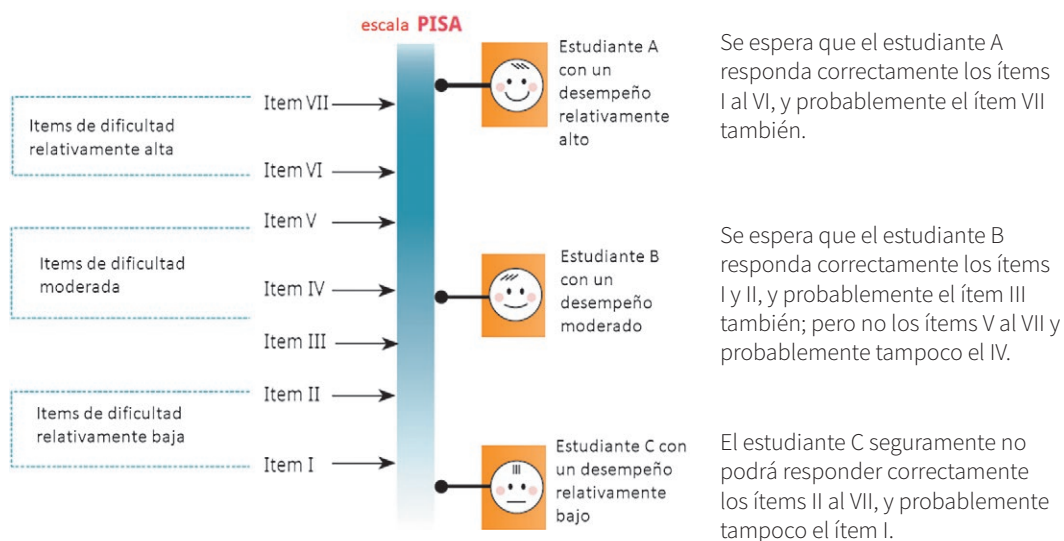 escala PISA
Item VII
Item VI
Item V
Item IV
Item III
Item II
Item I
Items de dificultad
relativamente alta
Items de dificultad
moderada
Items de dificultad
relativamente baja
Estudiante A
con un
desempeño
relativamente
alto
Se espera que el estudiante A
responda correctamente los ítems
I al VI, y probablemente el ítem VII
también.
Estudiante B
con un
desempeño
moderado
Se espera que el estudiante B
responda correctamente los ítems
I y II, y probablemente el ítem III
también; pero no los ítems V al VII y
probablemente tampoco el IV.
Estudiante C con
un desempeño
relativamente
bajo
El estudiante C seguramente no
podrá responder correctamente
los ítems II al VII, y probablemente
tampoco el ítem I.